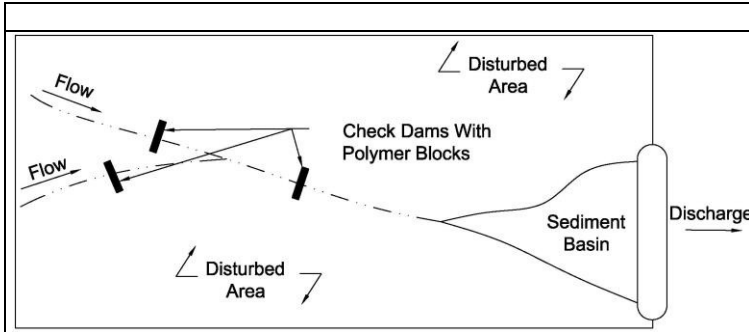 Disturbed
Area
Flow
Check Dams With
Polymer Blocks
Flow
Sediment
Basin
Discharge
Disturbed
Area